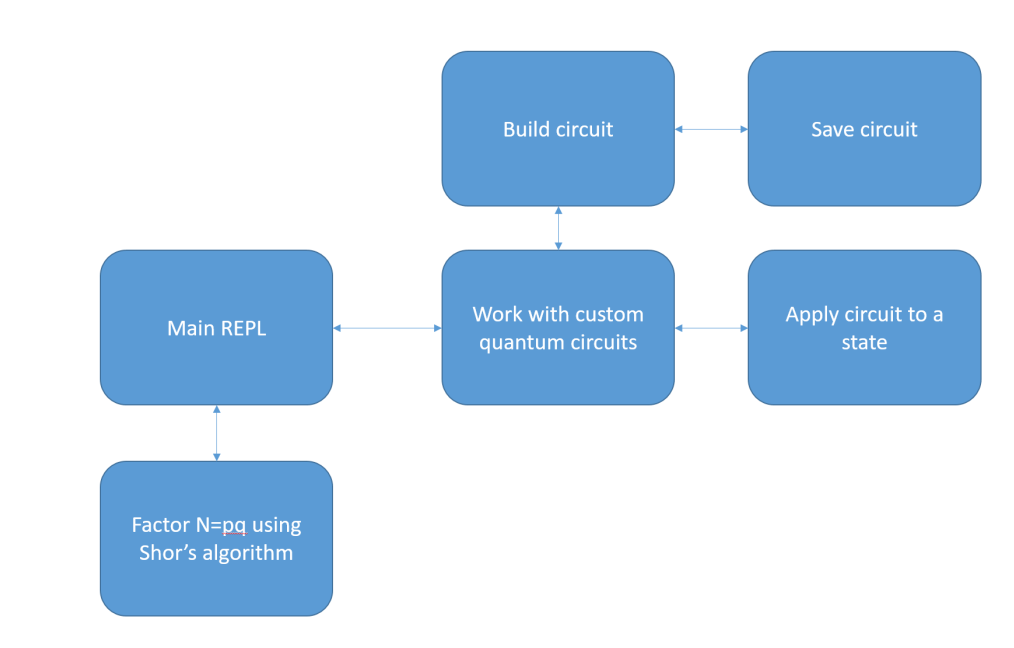 Build circuit
Save circuit
Main REPL
Work with custom
quantum circuits
Apply circuit to a
state
Factor N=pq using
Shor’s algorithm